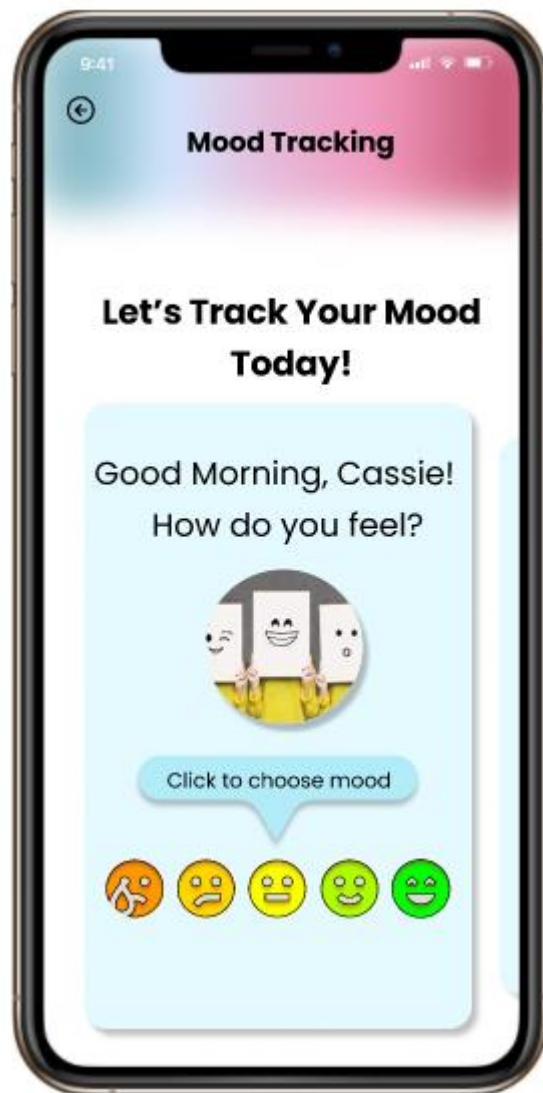 9:41
Mood Tracking
Let's Track Your Mood
Today!
Good Morning, Cassie!
How do you feel?
Click to choose mood